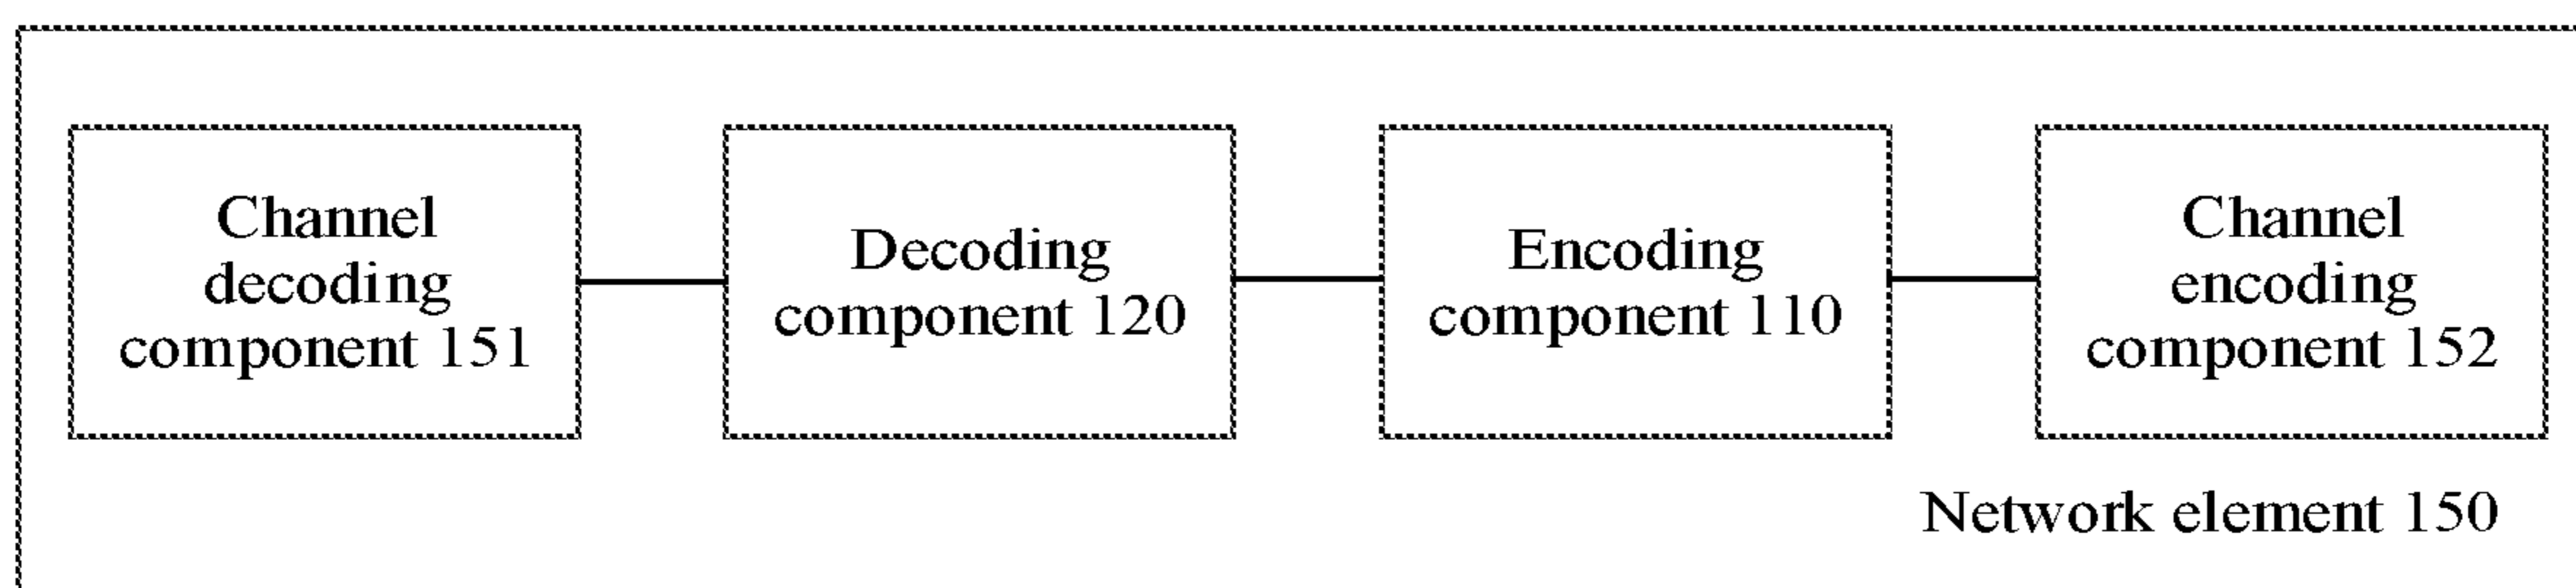 Channel
decoding
component 151
Decoding
component 120
Encoding
component 110
Channel
encoding
component 152
Network element 150